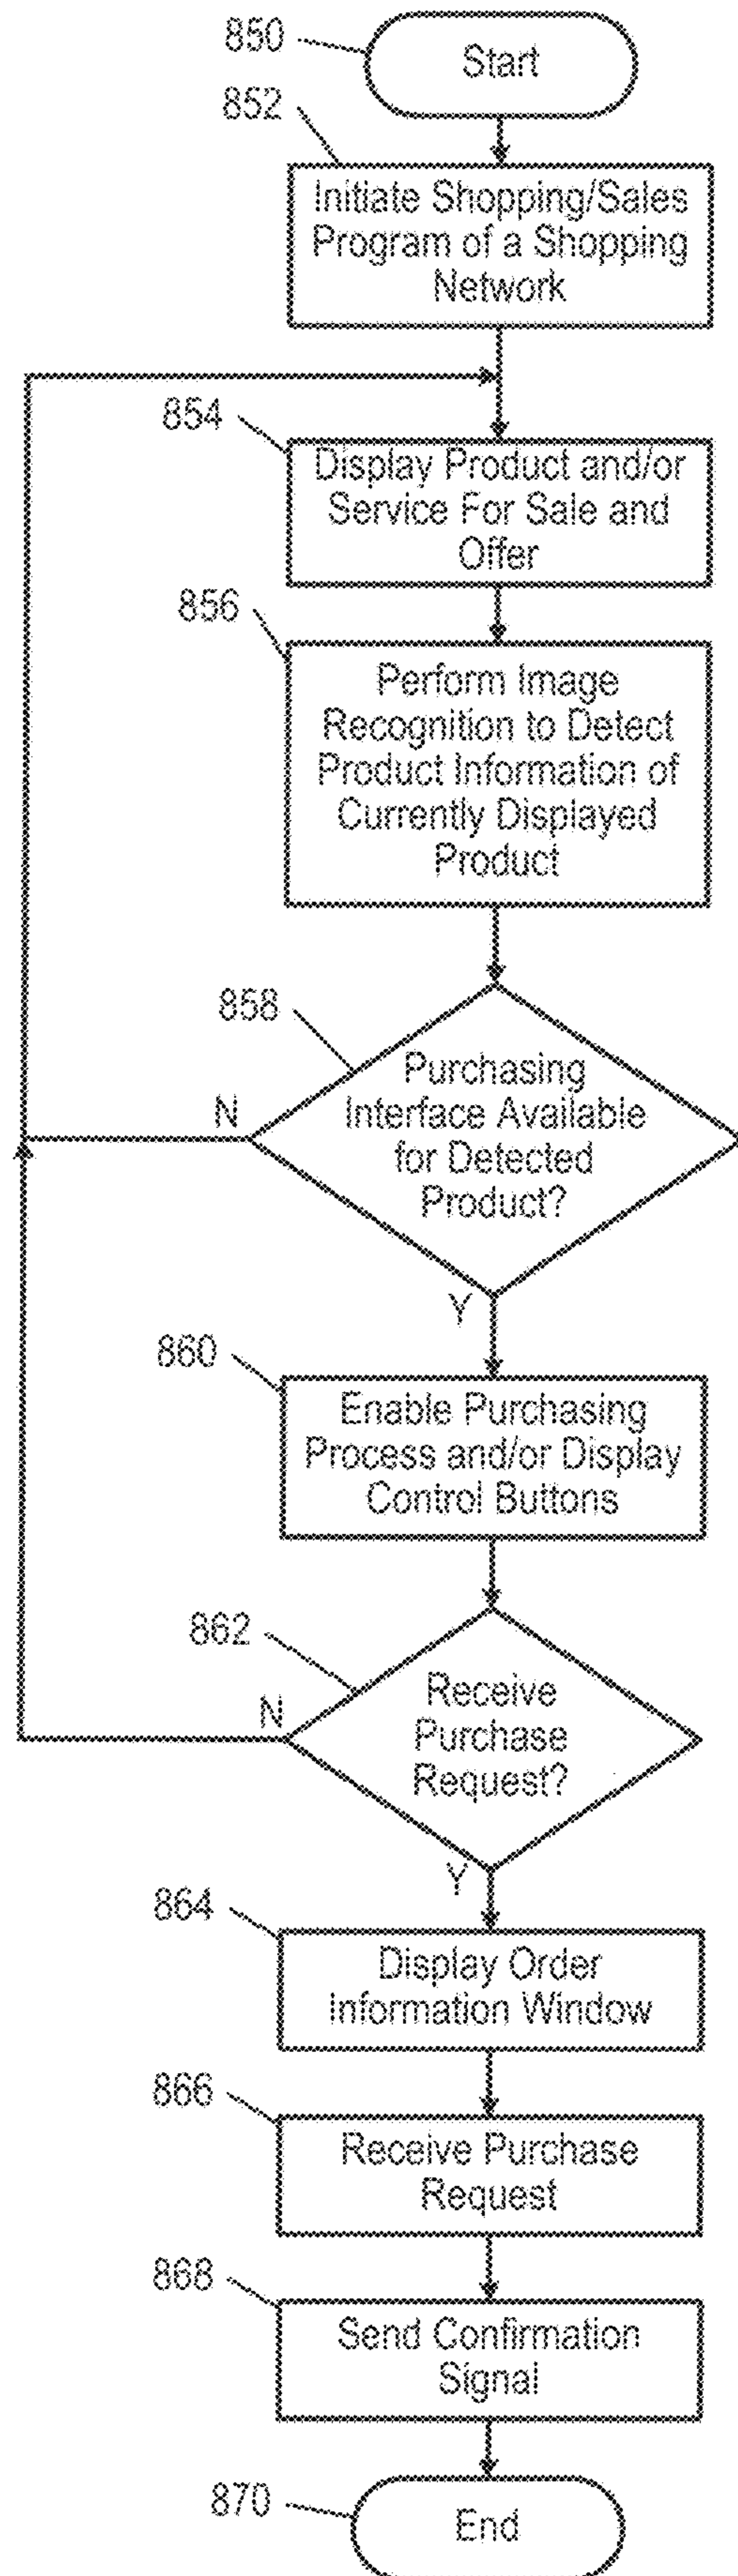 850
Start
852
Initiate Shopping/Sales
Program of a Shopping
Network
854
Display Product and/or
Service For Sale and
Offer
856
Perform Image
Recognition to Detect
Product Information of
Currently Displayed
Product
858
Purchasing
Interface Available
for Detected
Product?
N
Y
860
Enable Purchasing
Process and/or Display
Control Buttons
862
Receive
Purchase
Request?
N
Y
864
Display Order
Information Window
866
Receive Purchase
Request
868
Send Confirmation
Signal
870
End